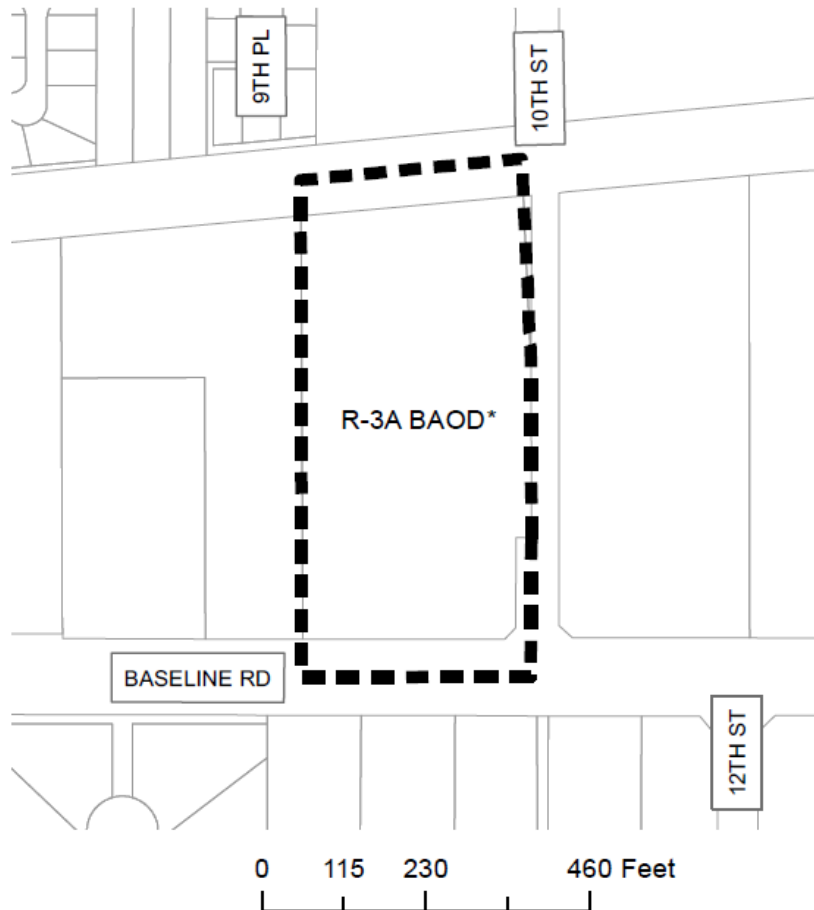 9TH PL
10TH ST
R-3A BAOD*
BASELINE RD
12TH ST
0 115 230 460 Feet